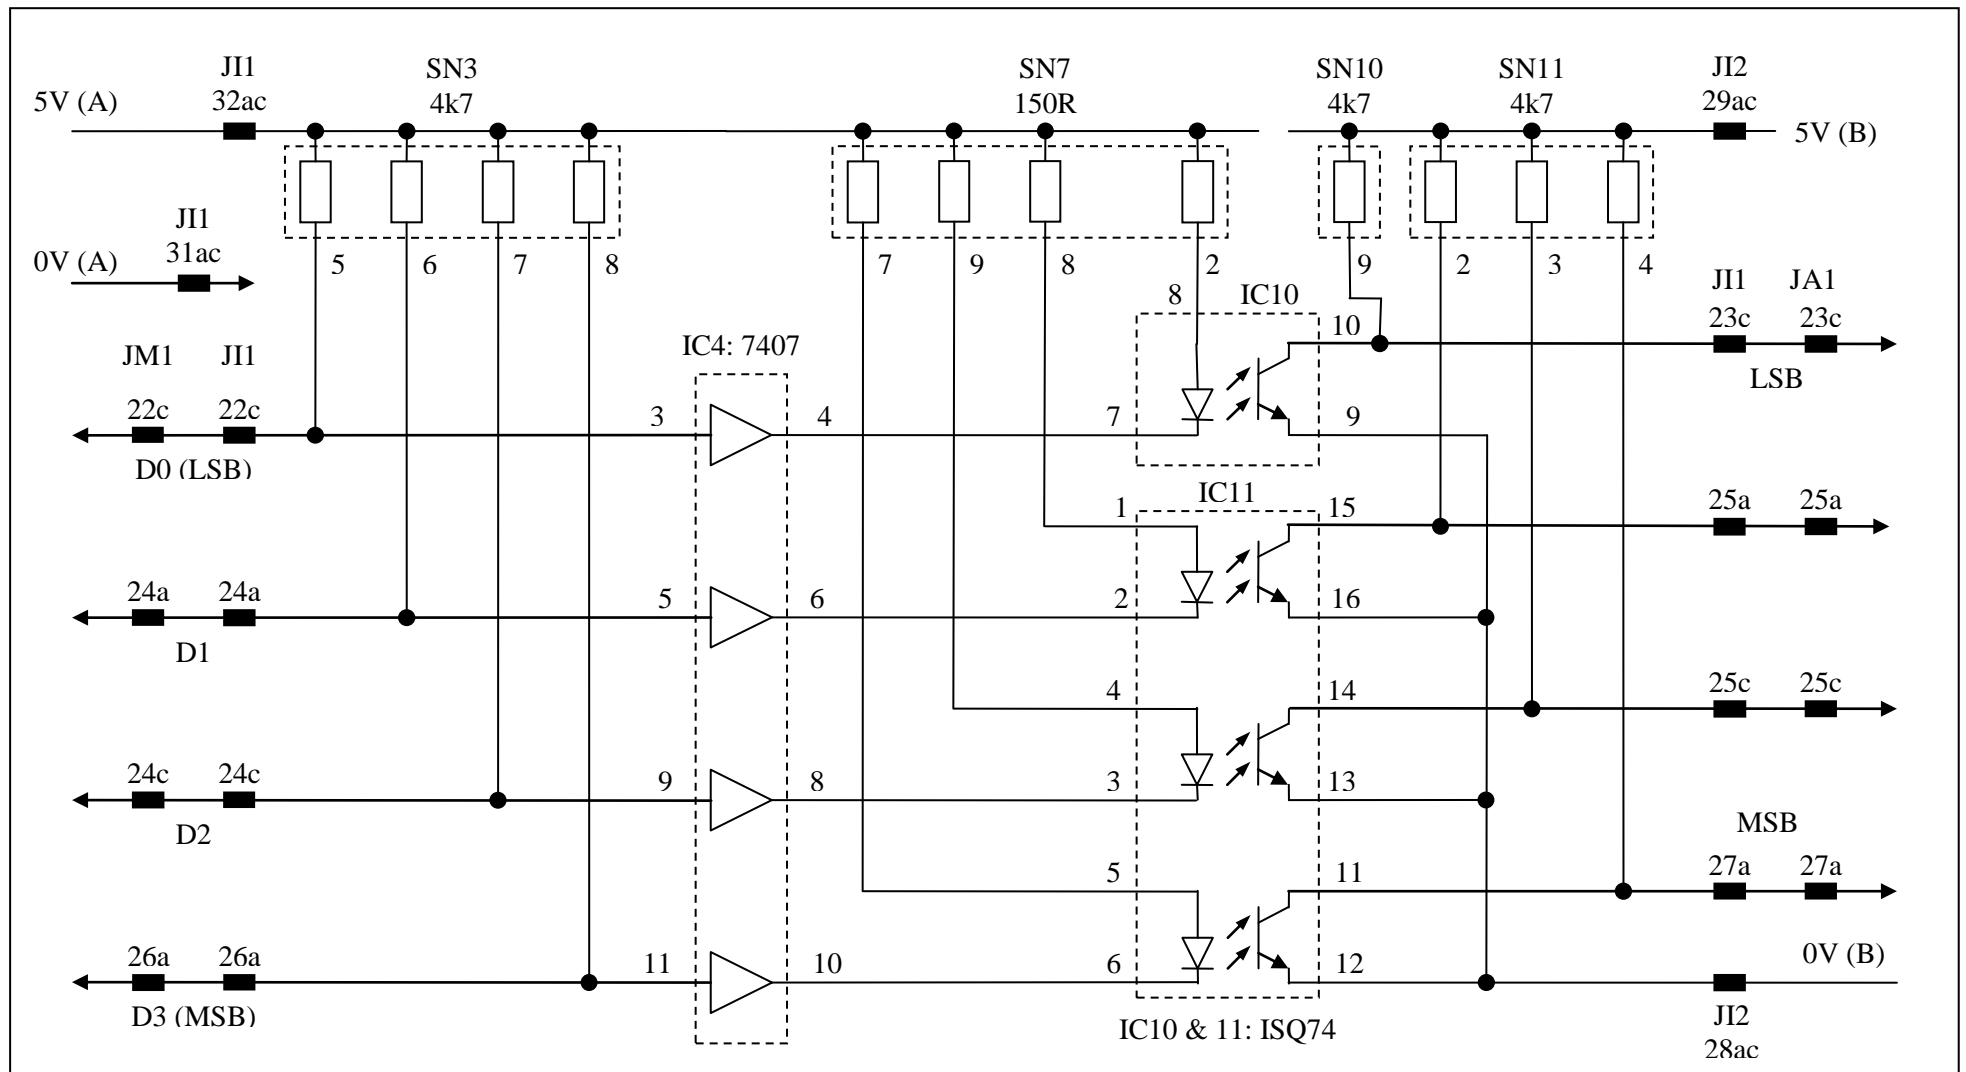 JI1 SN3 SN7 SN10 SN11 JI2
5V (A) 32ac 4k7 150R 4k7 4k7 29ac
5V (B)
JI1
31ac
0V (A)
5 6 7 8 7 9 8 2 9 2 3 4
8 IC10 JI1 JA1
10 23c 23c
IC4: 7407
JM1 JI1
LSB
22c 22c 3 4 7 9
D0 (LSB)
IC11
1 15 25a 25a
24a 24a 5 6 2 16
D1
4 14 25c 25c
24c 24c 9 8 3 13
D2
MSB
5 11 27a 27a
26a 26a 11 10 6 12 0V (B)
D3 (MSB)
IC10 & 11: ISQ74
JI2
28ac